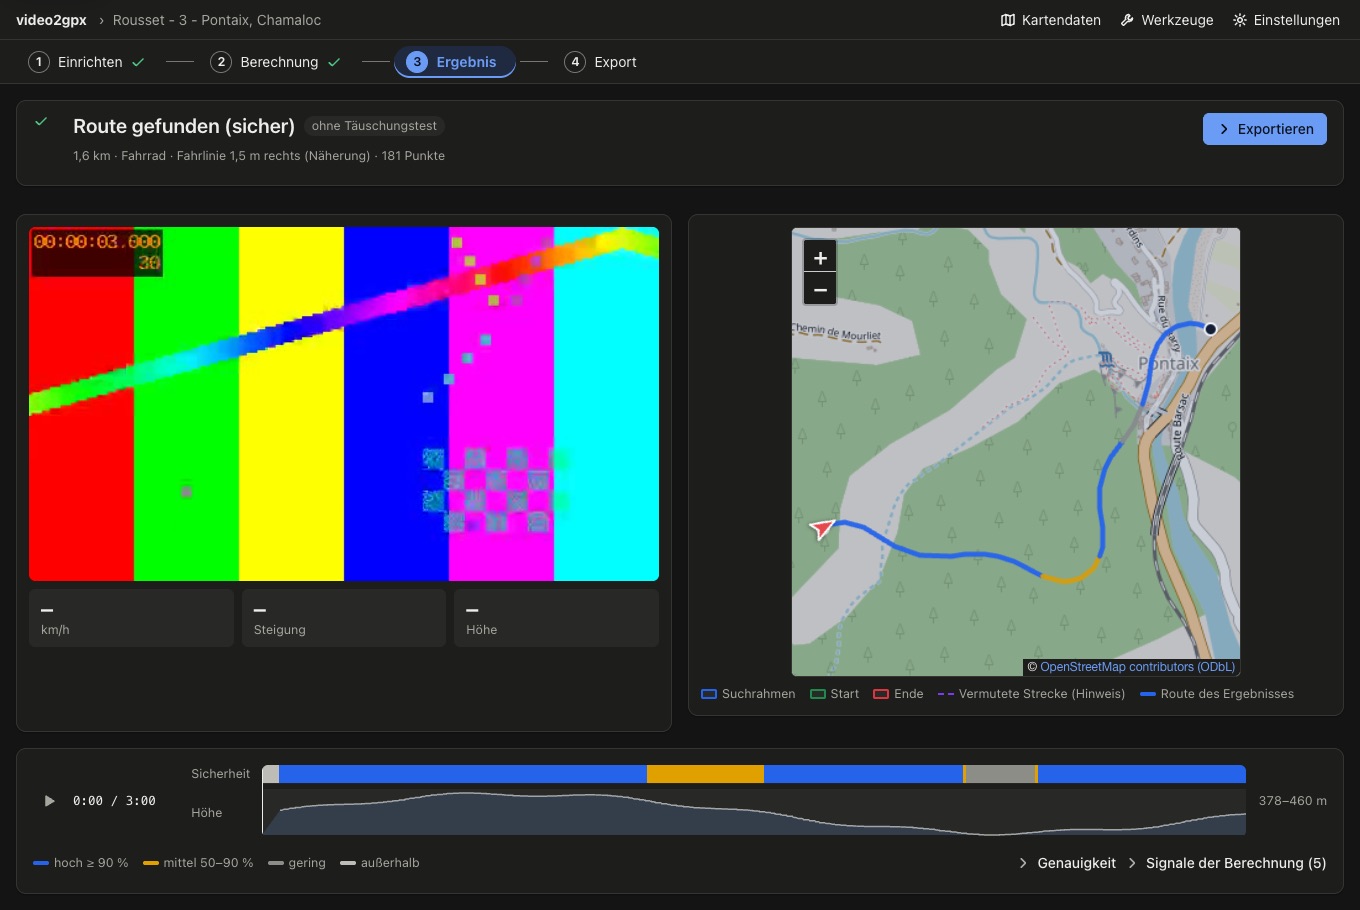 video2gpx › Rousset - 3 - Pontaix, Chamaloc
Kartendaten
Werkzeuge
Einstellungen
1 Einrichten
2 Berechnung
3 Ergebnis
4 Export
Route gefunden (sicher)
ohne Täuschungstest
1,6 km · Fahrrad · Fahrlinie 1,5 m rechts (Näherung) · 181 Punkte
Exportieren
00:00:03.000
30
–
km/h
–
Steigung
–
Höhe
+
−
Chemin de Mourliet
Pontaix
Route Barsac
© OpenStreetMap contributors (ODbL)
Suchrahmen
Start
Ende
Vermutete Strecke (Hinweis)
Route des Ergebnisses
0:00 / 3:00
Sicherheit
Höhe
378–460 m
hoch ≥ 90 %
mittel 50–90 %
gering
außerhalb
Genauigkeit
Signale der Berechnung (5)